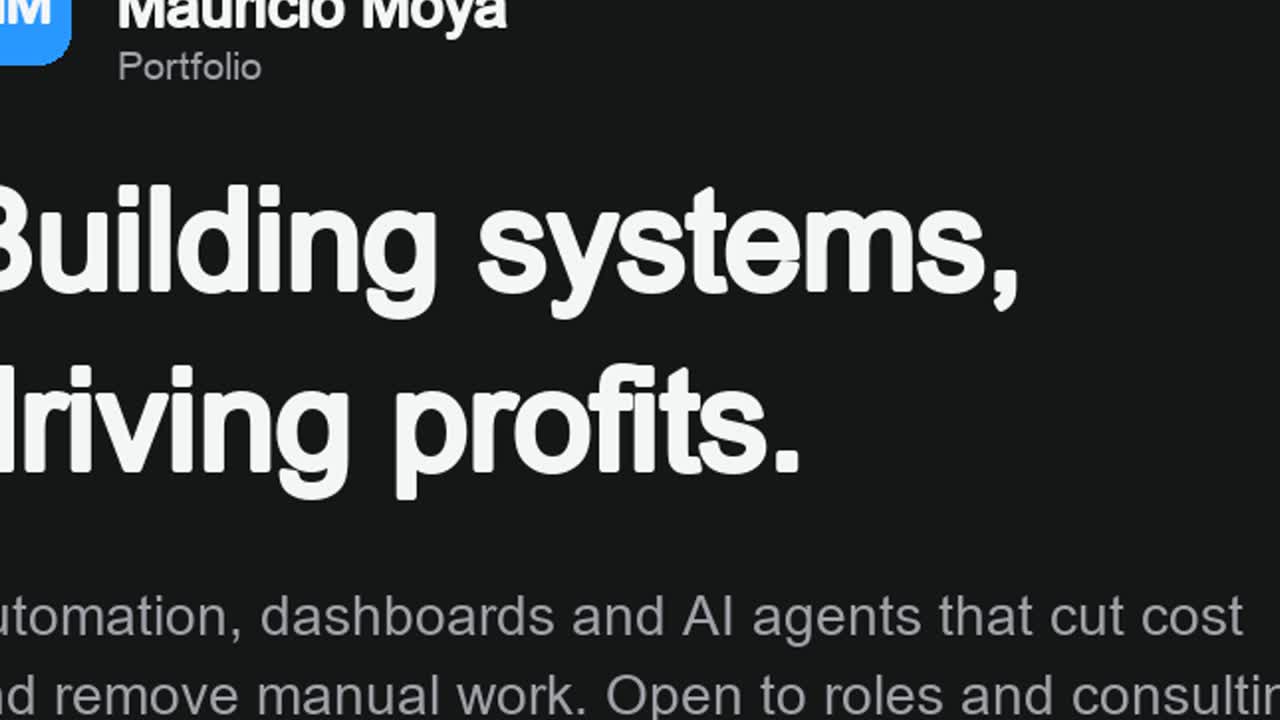 MM
Mauricio Moya
Portfolio
Building systems,
driving profits.
utomation, dashboards and AI agents that cut cost
nd remove manual work. Open to roles and consultin